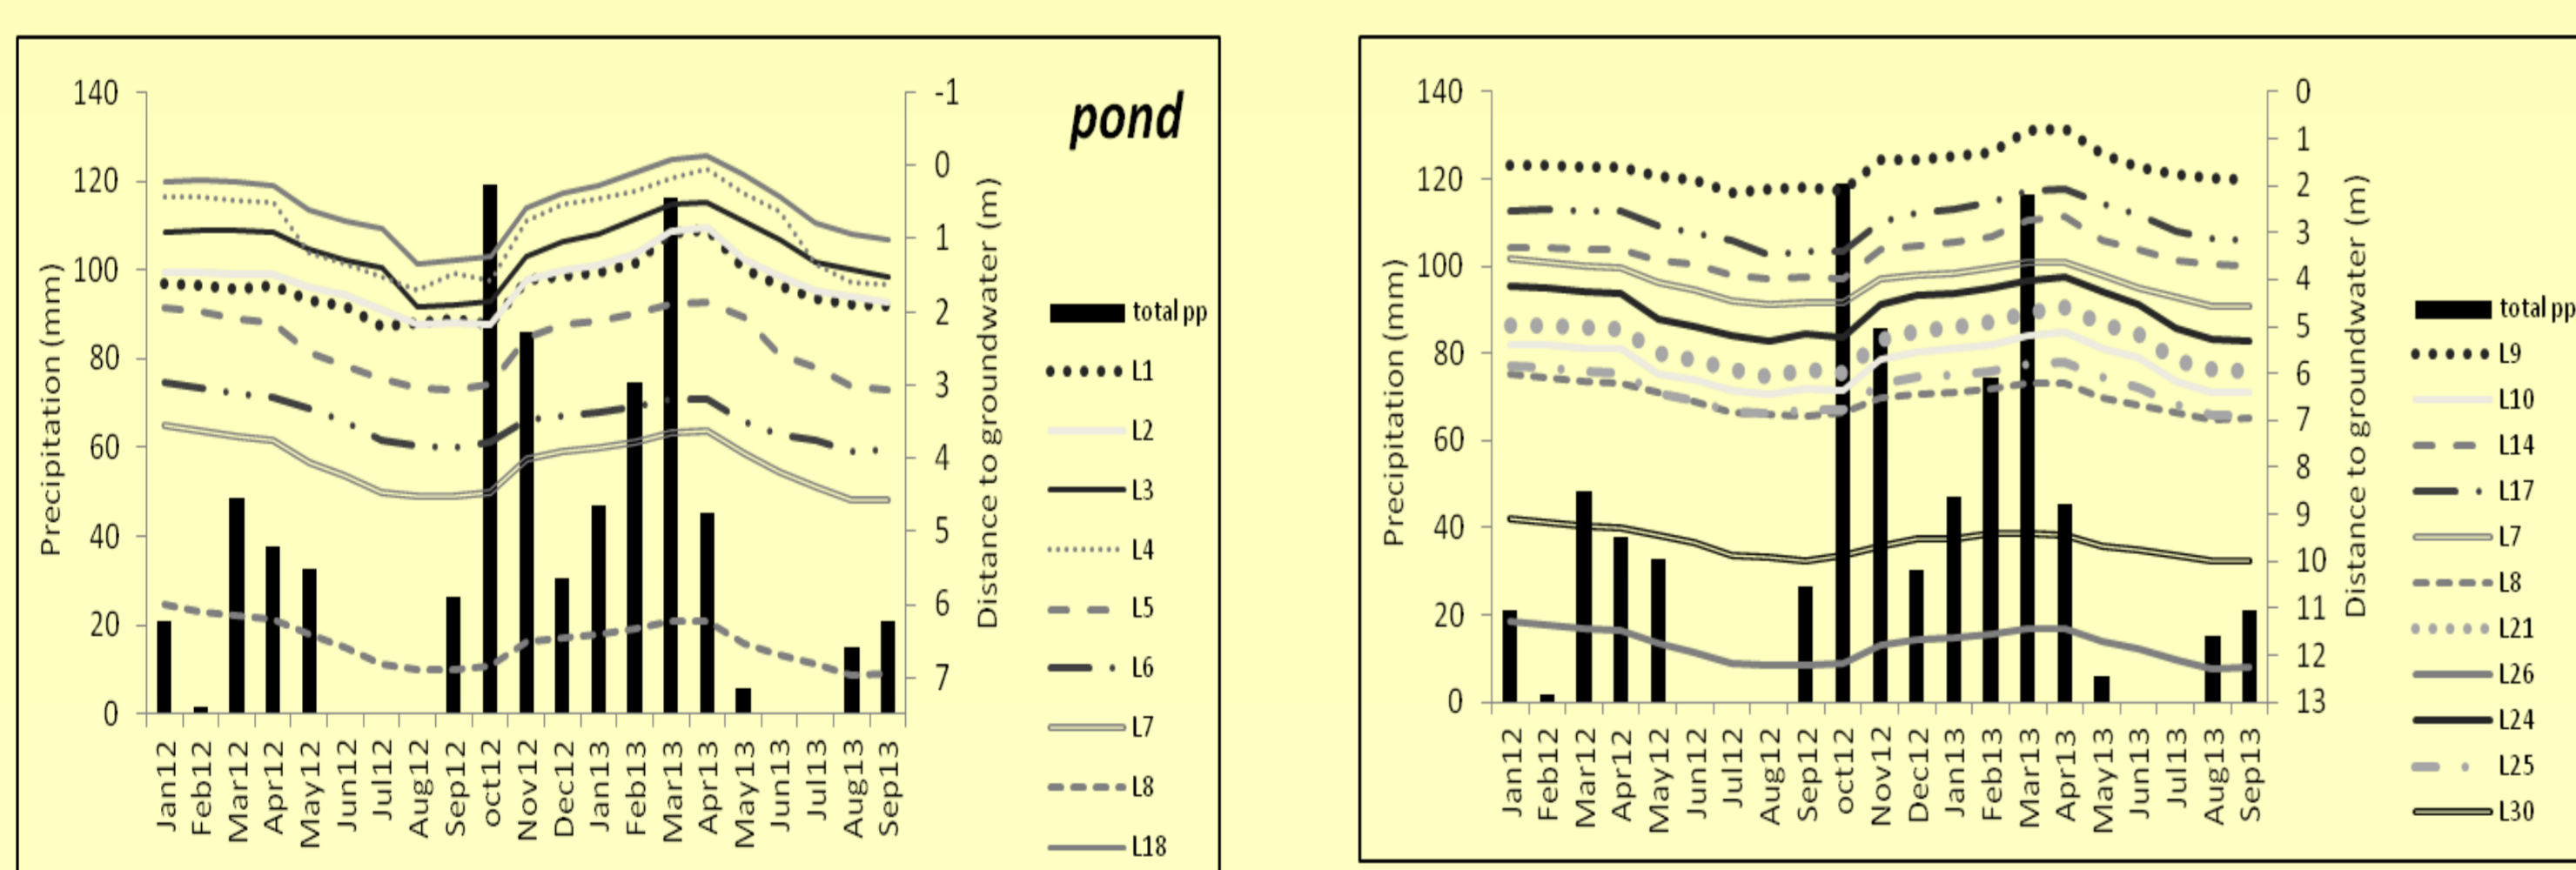 pond
Precipitation (mm)
140
120
100
80
60
40
20
0
-1
0
1
2
3
4
5
6
7
Distance to groundwater (m)
Jan12
Feb12
Mar12
Apr12
May12
Jun12
Jul12
Aug12
Sep12
oct12
Nov12
Dec12
Jan13
Feb13
Mar13
Apr13
May13
Jun13
Jul13
Aug13
Sep13
total pp
L1
L2
L3
L4
L5
L6
L7
L8
L18
Precipitation (mm)
140
120
100
80
60
40
20
0
0
1
2
3
4
5
6
7
8
9
10
11
12
13
Distance to groundwater (m)
Jan12
Feb12
Mar12
Apr12
May12
Jun12
Jul12
Aug12
Sep12
oct12
Nov12
Dec12
Jan13
Feb13
Mar13
Apr13
May13
Jun13
Jul13
Aug13
Sep13
total pp
L9
L10
L14
L17
L7
L8
L21
L26
L24
L25
L30